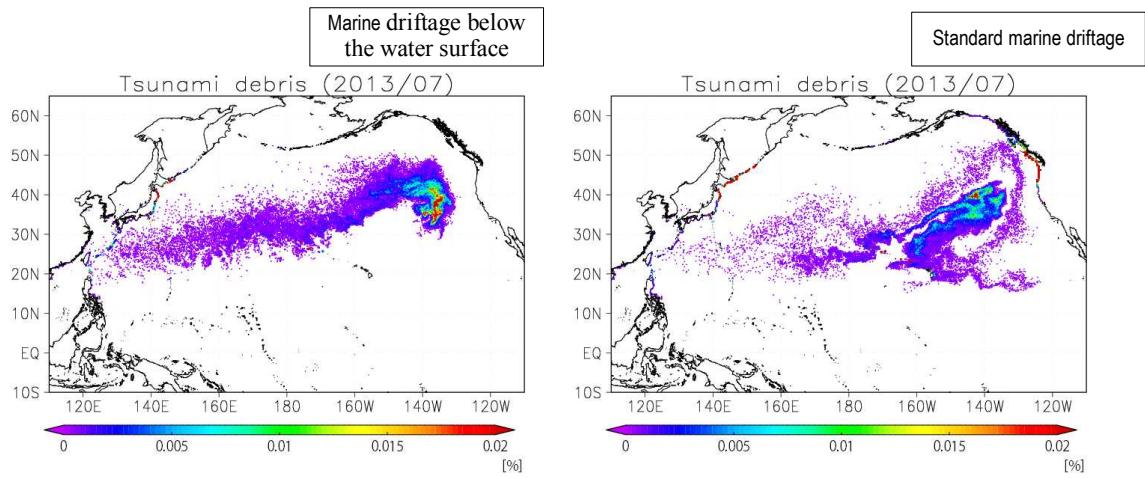 Marine driftage below
the water surface
Standard marine driftage
Tsunami debris (2013/07)
60N
50N
40N
30N
20N
10N
EQ
10S
120E 140E 160E 180 160W 140W 120W
0 0.005 0.01 0.015 0.02
[%]
Tsunami debris (2013/07)
60N
50N
40N
30N
20N
10N
EQ
10S
120E 140E 160E 180 160W 140W 120W
0 0.005 0.01 0.015 0.02
[%]